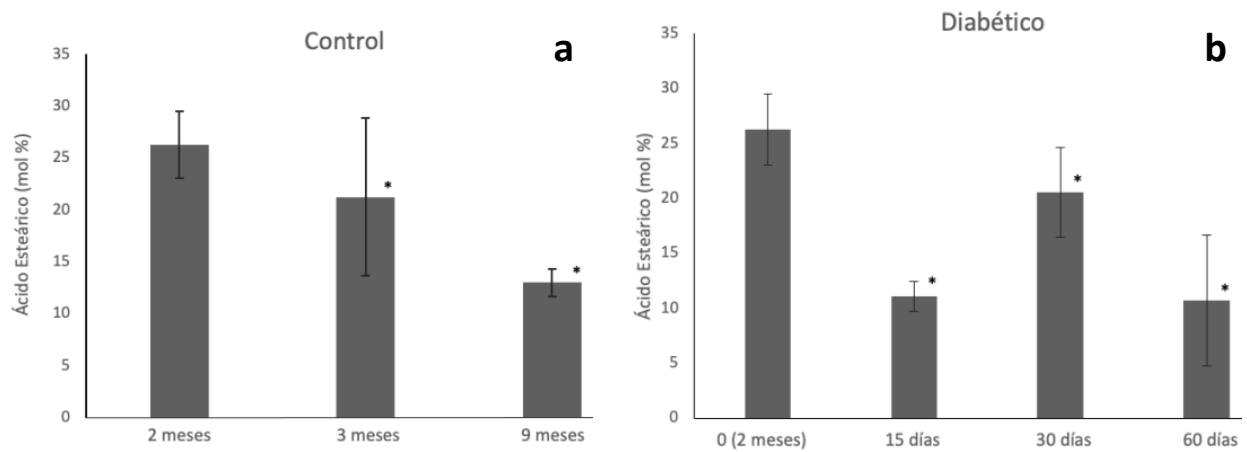 Control
a
35
30
25
20
15
10
5
0
Ácido Esteárico (mol %)
*
*
2 meses
3 meses
9 meses
Diabético
b
35
30
25
20
15
10
5
0
Ácido Esteárico (mol %)
*
*
*
0 (2 meses)
15 días
30 días
60 días